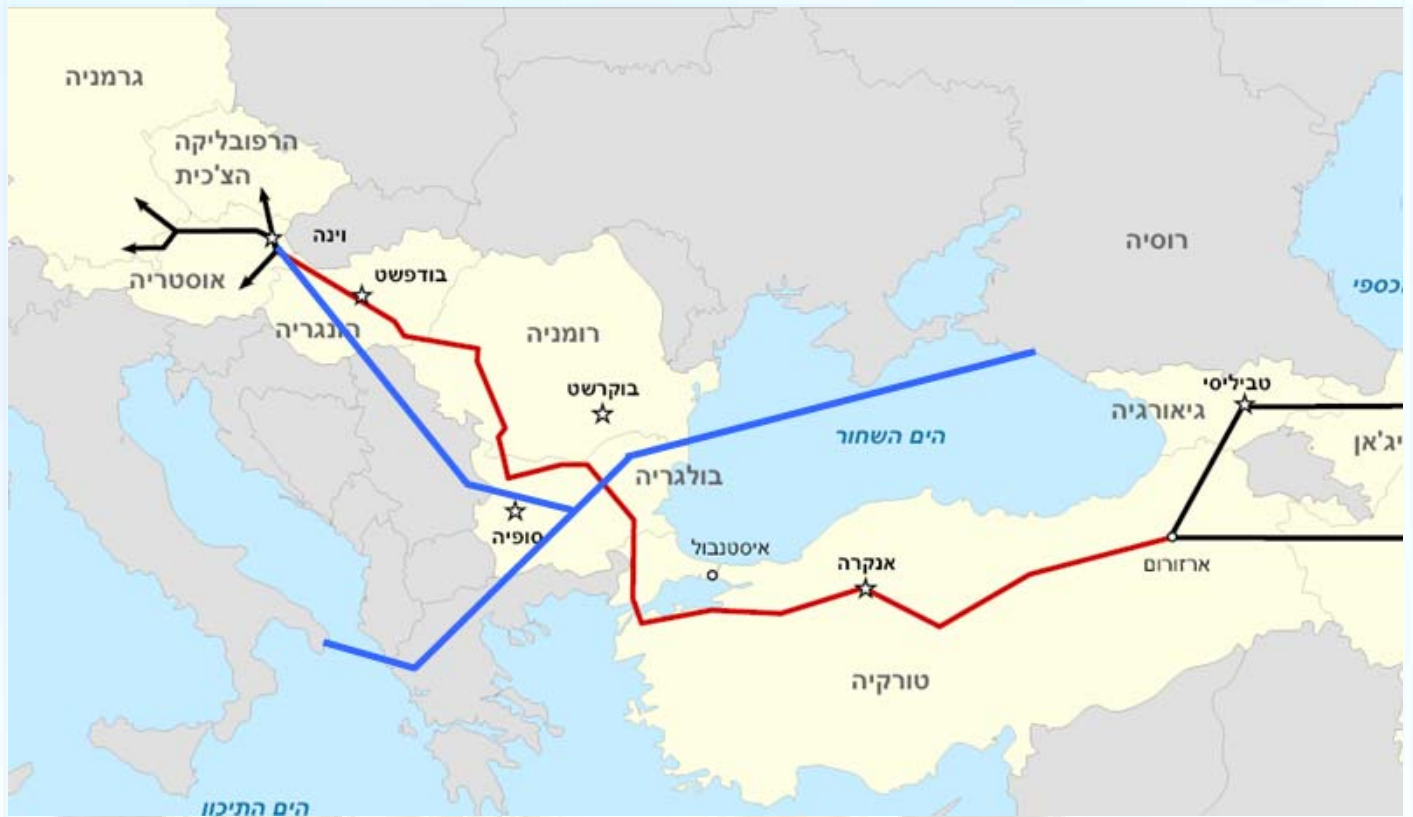 גרמניה
הרפובליקה
הצ'כית
וינה
אוסטריה
בודפשט
הונגריה
רומניה
בוקרשט
רוסיה
טביליסי
גיאורגיה
הים השחור
בולגריה
סופיה
איסטנבול
אנקרה
ארזורום
טורקיה
הים התיכון